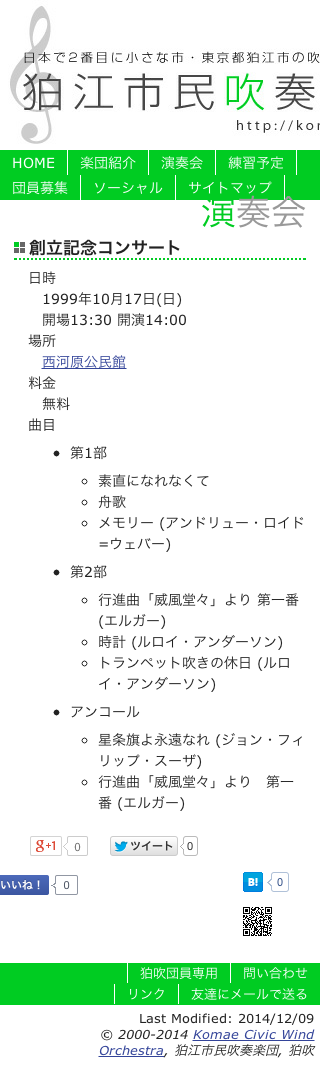 日本で2番目に小さな市・東京都狛江市の吹
狛江市民吹奏
http://kor
HOME 楽団紹介 演奏会 練習予定
団員募集 ソーシャル サイトマップ
演奏会
創立記念コンサート
日時
1999年10月17日(日)
開場13:30 開演14:00
場所
西河原公民館
料金
無料
曲目
• 第1部
◦ 素直になれなくて
◦ 舟歌
◦ メモリー (アンドリュー・ロイド
=ウェバー)
• 第2部
◦ 行進曲「威風堂々」より 第一番
(エルガー)
◦ 時計 (ルロイ・アンダーソン)
◦ トランペット吹きの休日 (ルロ
イ・アンダーソン)
• アンコール
◦ 星条旗よ永遠なれ (ジョン・フィ
リップ・スーザ)
◦ 行進曲「威風堂々」より　第一
番 (エルガー)
g+1 0 ツイート 0
いいね！ 0 B! 0
狛吹団員専用 問い合わせ
リンク 友達にメールで送る
Last Modified: 2014/12/09
© 2000-2014 Komae Civic Wind
Orchestra, 狛江市民吹奏楽団, 狛吹